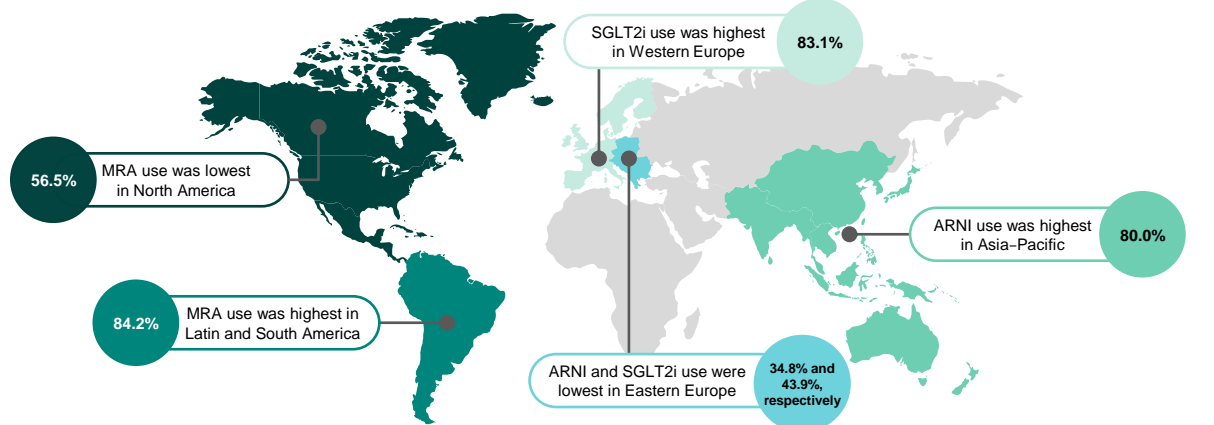 SGLT2i use was highest
in Western Europe
83.1%
56.5%
MRA use was lowest
in North America
ARNI use was highest
in Asia–Pacific
80.0%
84.2%
MRA use was highest in
Latin and South America
ARNI and SGLT2i use were
lowest in Eastern Europe
34.8% and
43.9%,
respectively